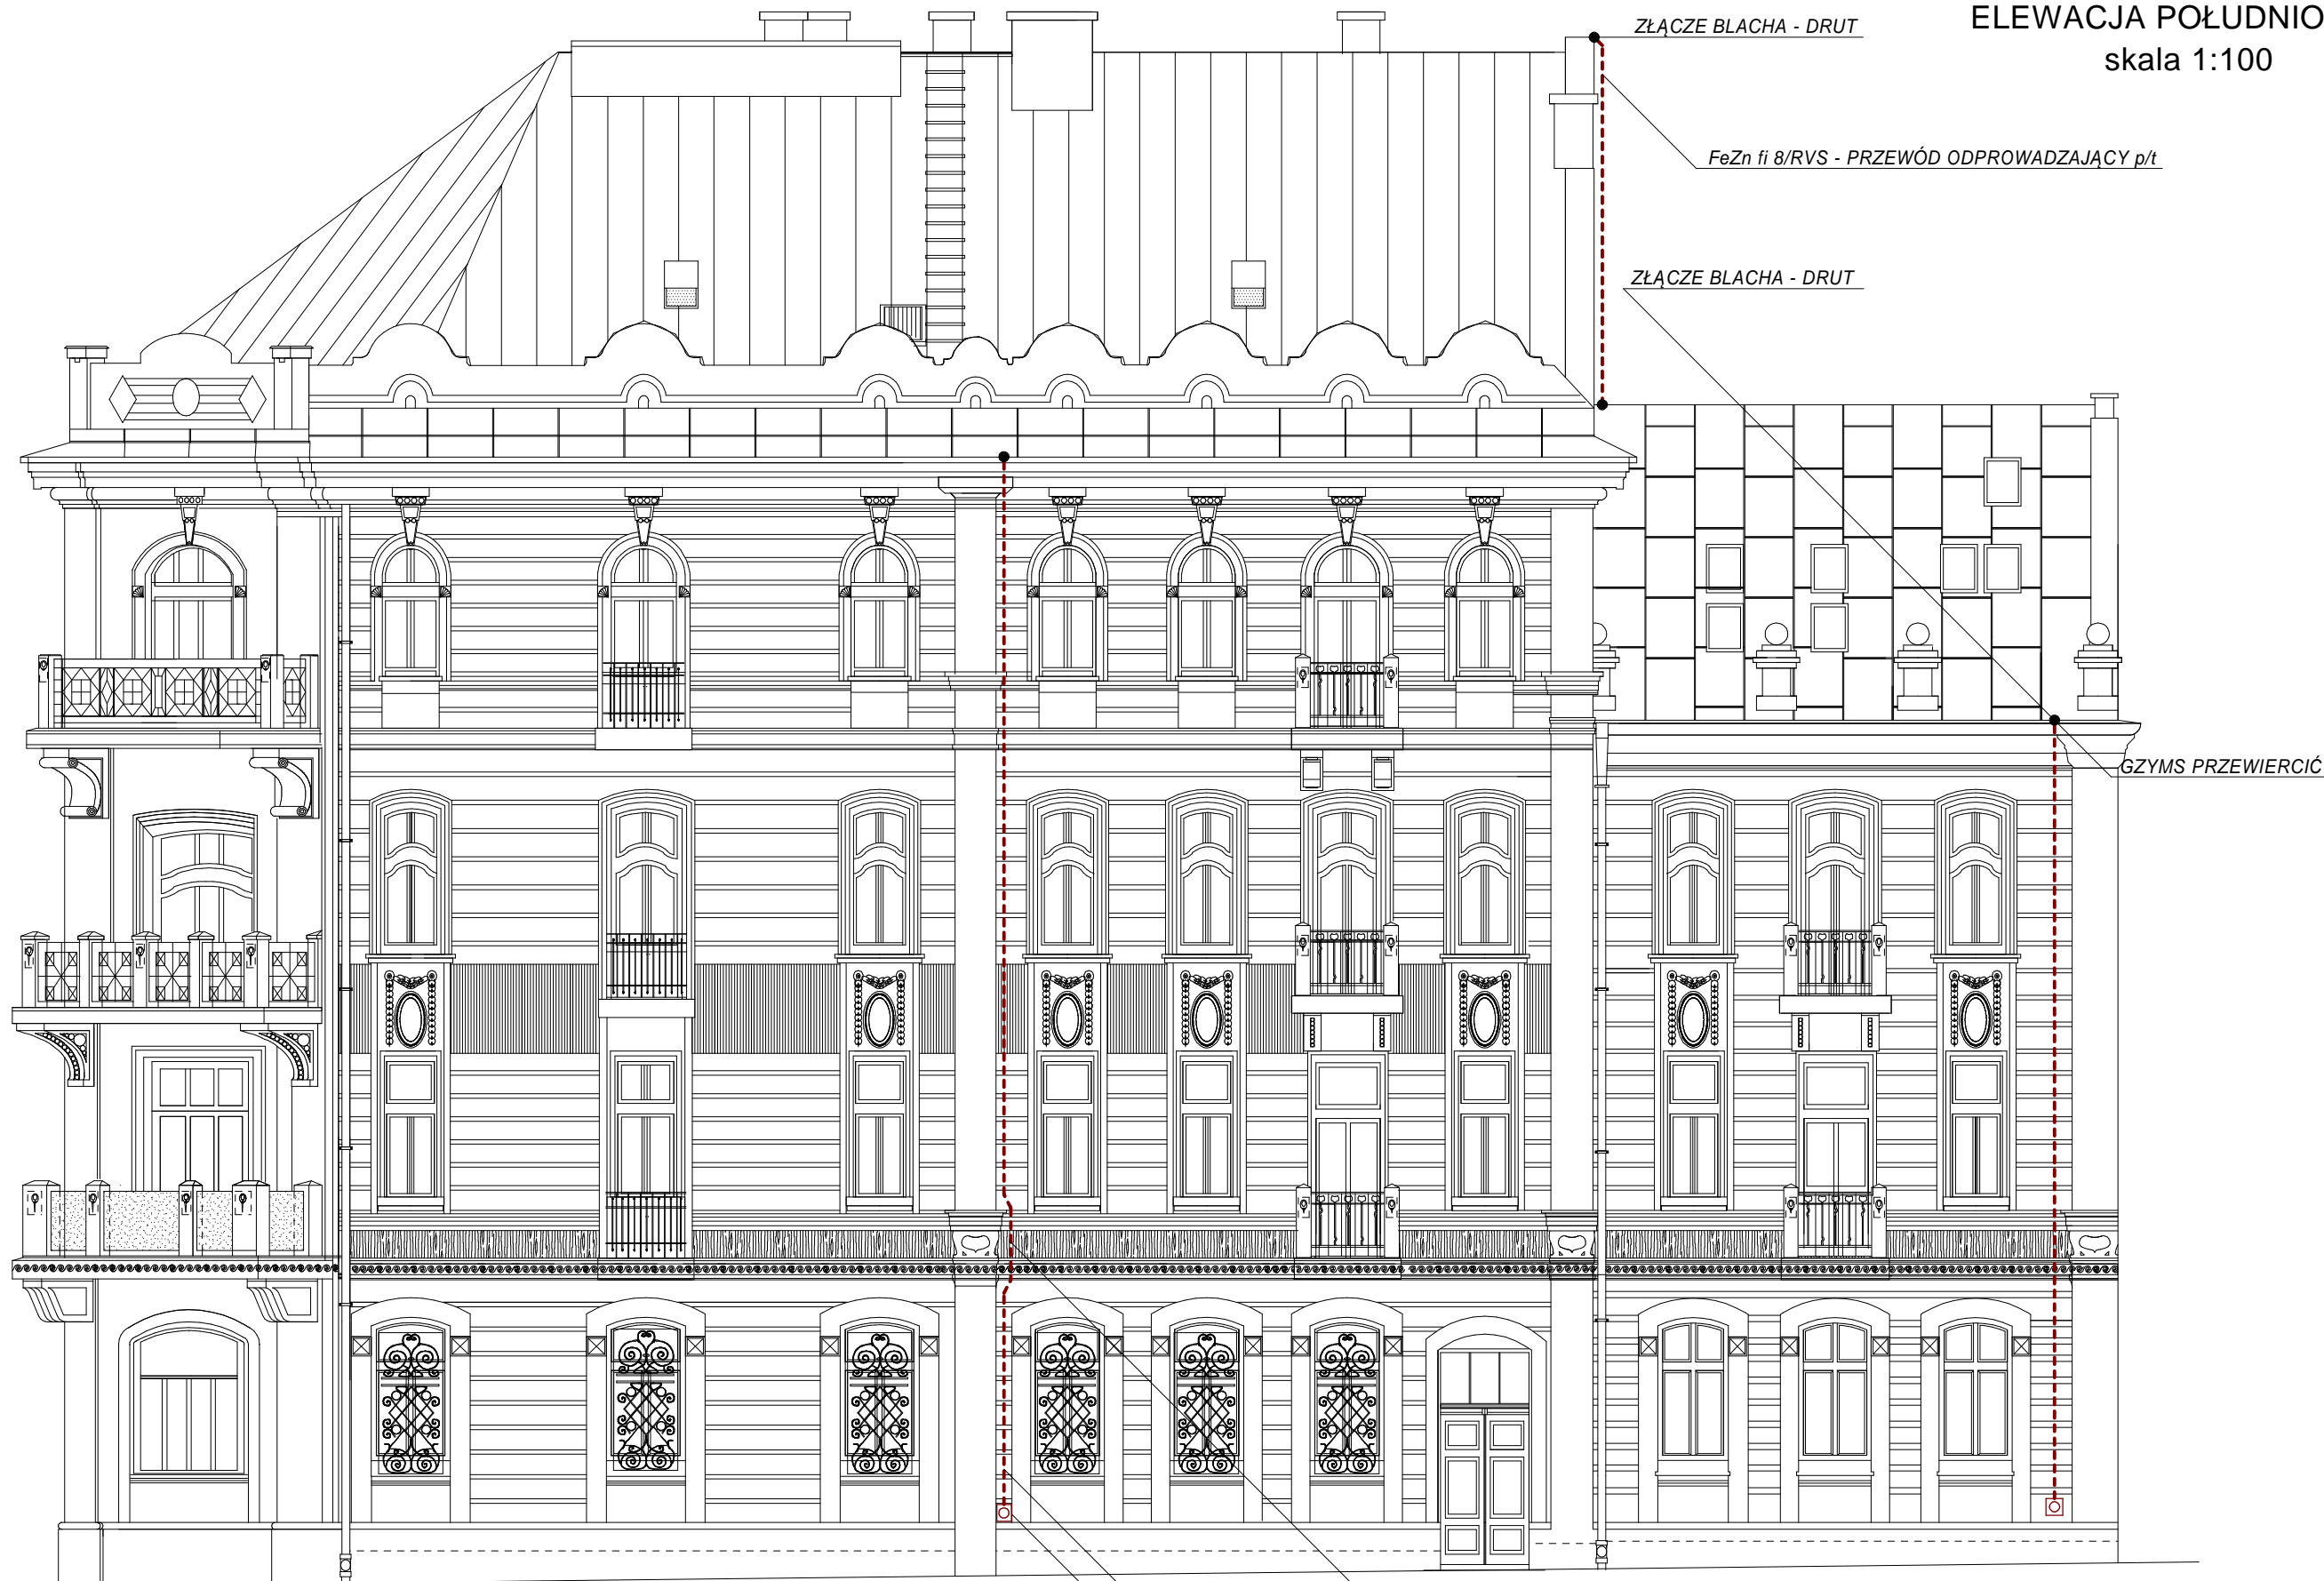 ZŁĄCZE BLACHA - DRUT
ELEWACJA POŁUDNIO
skala 1:100
FeZn fi 8/RVS - PRZEWÓD ODPROWADZAJĄCY p/t
ZŁĄCZE BLACHA - DRUT
GZYMS PRZEWIERCIĆ